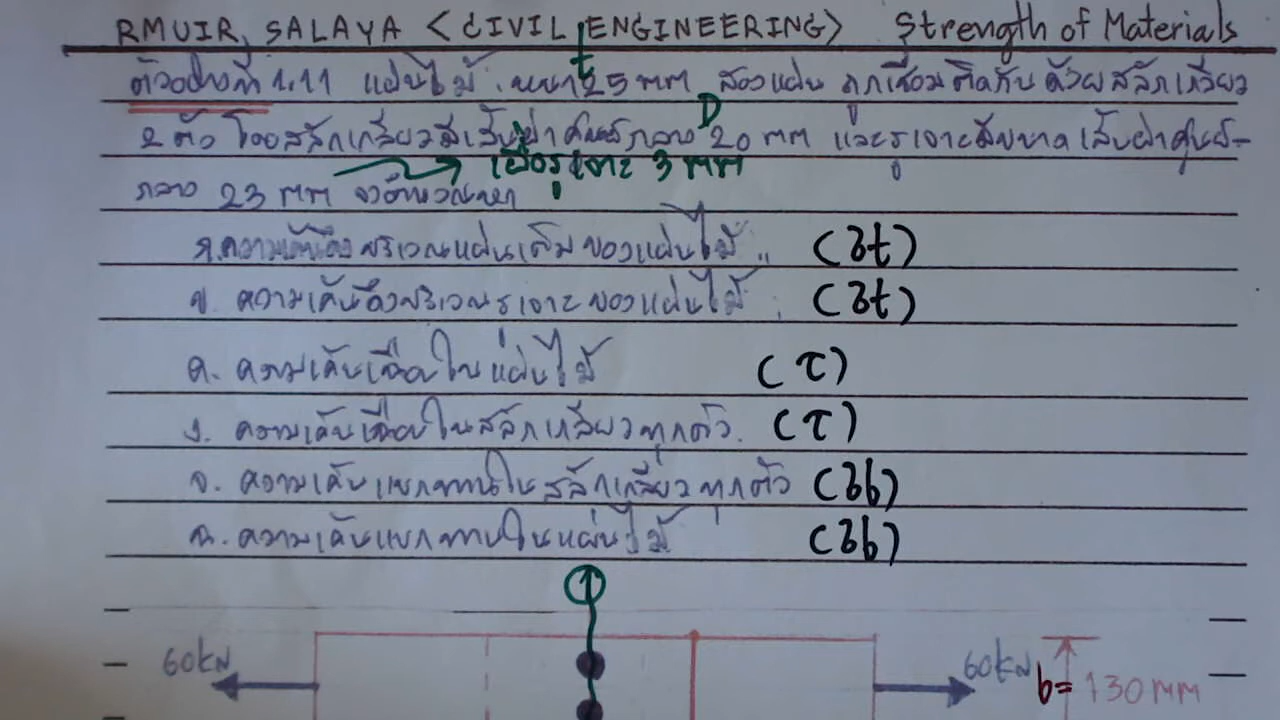 RMUIR, SALAYA <CIVIL ENGINEERING> Strength of Materials
t
ตัวอย่างที่ 1.11 แผ่นไม้ หนา 25 mm สองแผ่น ถูกเชื่อมติดกัน ด้วยสลักเกลียว
D
2 ตัว โดยสลักเกลียวมีเส้นผ่าศูนย์กลาง 20 mm และรูเจาะมีขนาดเส้นผ่าศูนย์-
เผื่อรูเจาะ 3 mm
กลาง 23 mm จงคำนวณหา
ก. ความเค้นดึงบริเวณแผ่นเต็มของแผ่นไม้ (σt)
ข. ความเค้นดึงบริเวณรูเจาะของแผ่นไม้ (σt)
ค. ความเค้นเฉือนในแผ่นไม้ (τ)
ง. ความเค้นเฉือนในสลักเกลียวทุกตัว (τ)
จ. ความเค้นแบกทานในสลักเกลียวทุกตัว (σb)
ฉ. ความเค้นแบกทานในแผ่นไม้ (σb)
1
60kN 60kN b= 130 mm